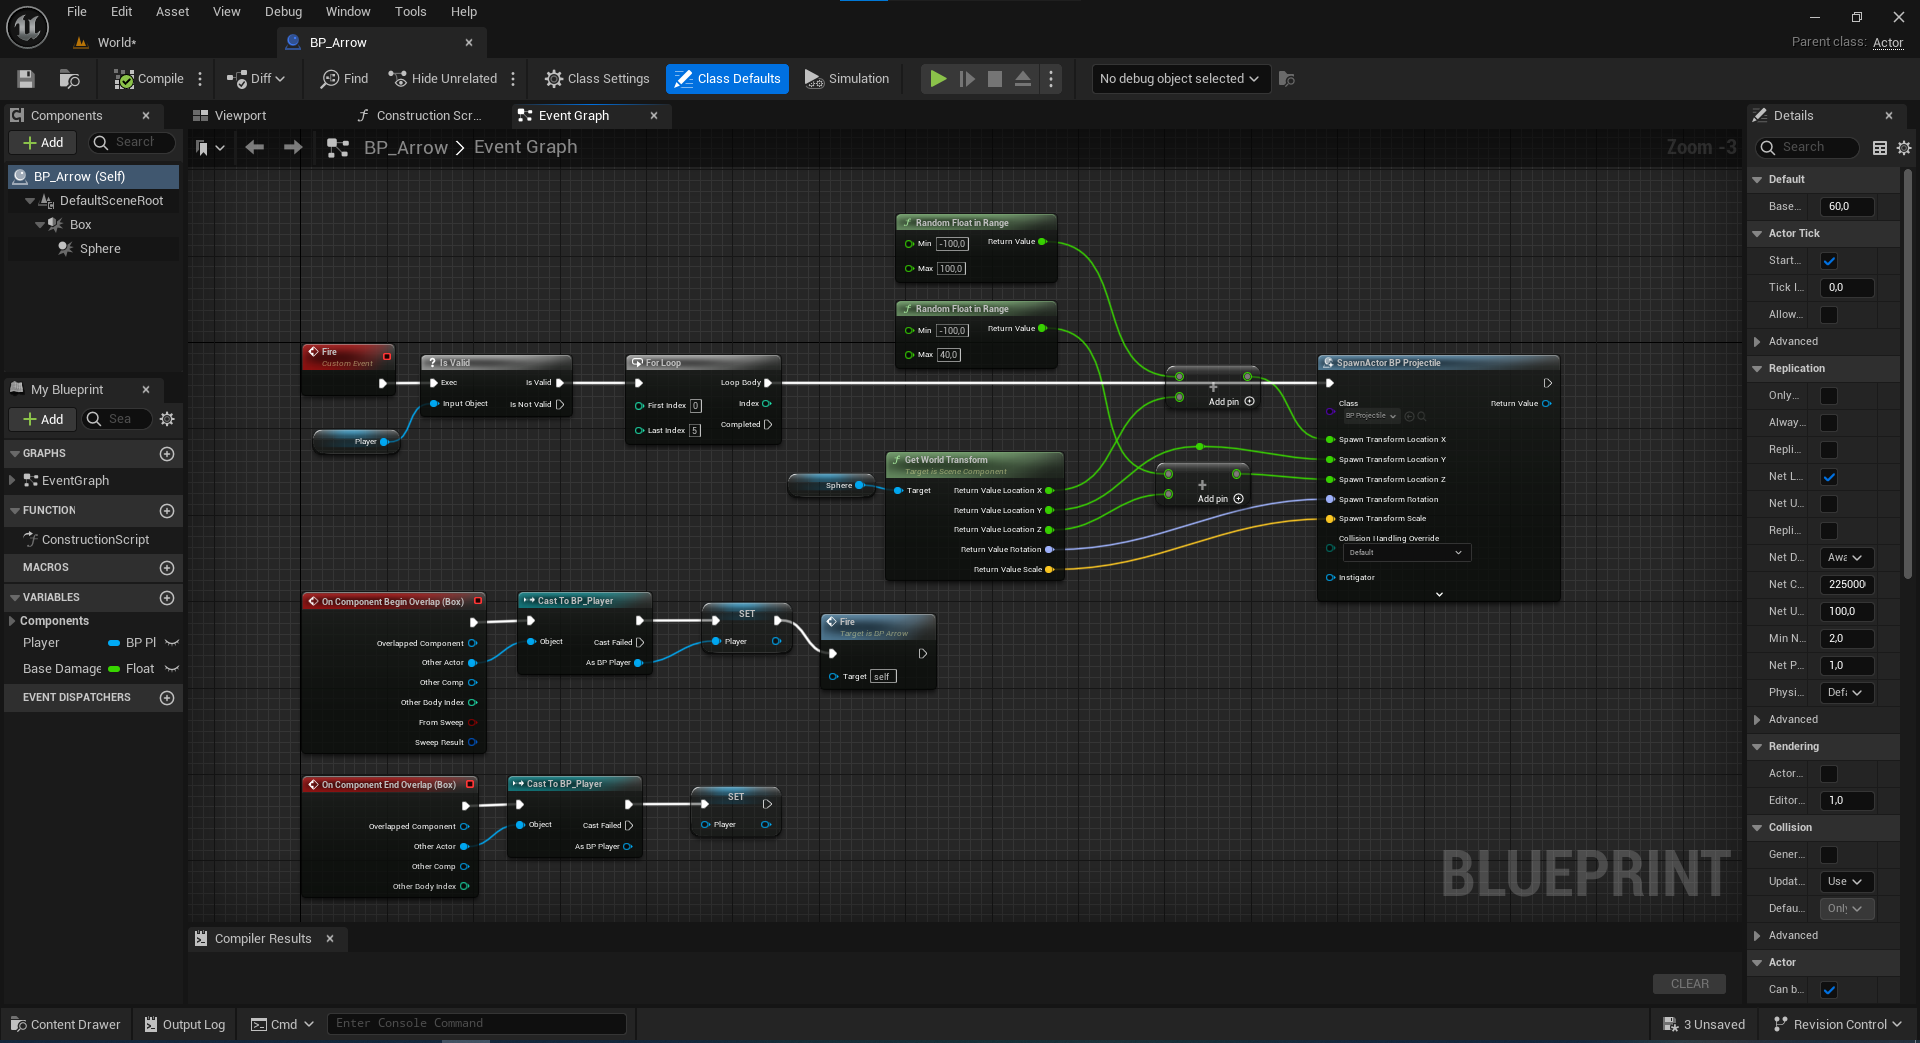 File Edit Asset View Debug Window Tools Help
World*
BP_Arrow
Parent class: Actor
Compile
Diff
Find
Hide Unrelated
Class Settings
Class Defaults
Simulation
No debug object selected
Components
Add
Search
BP_Arrow (Self)
DefaultSceneRoot
Box
Sphere
My Blueprint
Add
Sea
GRAPHS
EventGraph
FUNCTION
ConstructionScript
MACROS
VARIABLES
Components
Player BP Pl
Base Damage Float
EVENT DISPATCHERS
Viewport
Construction Scr...
Event Graph
BP_Arrow > Event Graph
Zoom -3
Random Float in Range
Min -100,0 Return Value
Max 100,0
Random Float in Range
Min -100,0 Return Value
Max 40,0
Fire
Custom Event
Player
? Is Valid
Exec Is Valid
Input Object Is Not Valid
For Loop
Loop Body
First Index 0 Index
Last Index 5 Completed
Sphere
Get World Transform
Target is Scene Component
Target Return Value Location X
Return Value Location Y
Return Value Location Z
Return Value Rotation
Return Value Scale
+
Add pin
+
Add pin
SpawnActor BP Projectile
Class Return Value
BP Projectile
Spawn Transform Location X
Spawn Transform Location Y
Spawn Transform Location Z
Spawn Transform Rotation
Spawn Transform Scale
Collision Handling Override
Default
Instigator
On Component Begin Overlap (Box)
Overlapped Component
Other Actor
Other Comp
Other Body Index
From Sweep
Sweep Result
Cast To BP_Player
Object Cast Failed
As BP Player
SET
Player
Fire
Target is BP Arrow
Target self
On Component End Overlap (Box)
Overlapped Component
Other Actor
Other Comp
Other Body Index
Cast To BP_Player
Object Cast Failed
As BP Player
SET
Player
BLUEPRINT
Compiler Results
CLEAR
Details
Search
Default
Base... 60,0
Actor Tick
Start...
Tick I... 0,0
Allow...
Advanced
Replication
Only...
Alway...
Repli...
Net L...
Net U...
Repli...
Net D... Awa
Net C... 225000
Net U... 100,0
Min N... 2,0
Net P... 1,0
Physi... Defa
Advanced
Rendering
Actor...
Editor... 1,0
Collision
Gener...
Updat... Use
Defau... Only
Advanced
Actor
Can b...
Content Drawer
Output Log
Cmd
Enter Console Command
3 Unsaved
Revision Control